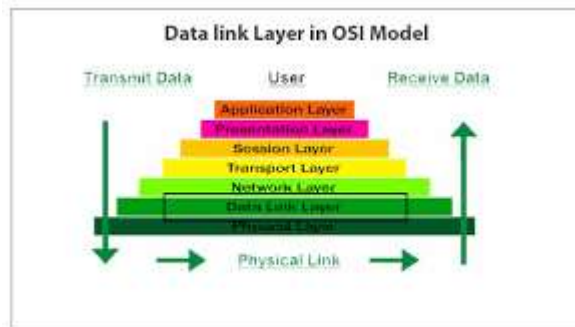 Data link Layer in OSI Model
Transmit Data User Receive Data
Application Layer
Presentation Layer
Session Layer
Transport Layer
Network Layer
Data Link Layer
Physical Layer
Physical Link